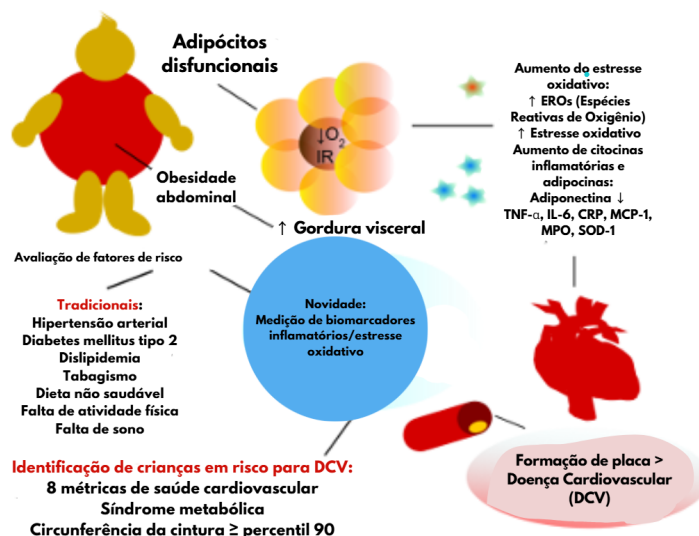 Adipócitos
disfuncionais
↓O2
IR
Aumento do estresse
oxidativo:
↑ EROs (Espécies
Reativas de Oxigênio)
↑ Estresse oxidativo
Aumento de citocinas
inflamatórias e
adipocinas:
Adiponectina ↓
TNF-α, IL-6, CRP, MCP-1,
MPO, SOD-1
Obesidade
abdominal
↑ Gordura visceral
Avaliação de fatores de risco
Tradicionais:
Hipertensão arterial
Diabetes mellitus tipo 2
Dislipidemia
Tabagismo
Dieta não saudável
Falta de atividade física
Falta de sono
Novidade:
Medição de biomarcadores
inflamatórios/estresse
oxidativo
Identificação de crianças em risco para DCV:
8 métricas de saúde cardiovascular
Síndrome metabólica
Circunferência da cintura ≥ percentil 90
Formação de placa >
Doença Cardiovascular
(DCV)